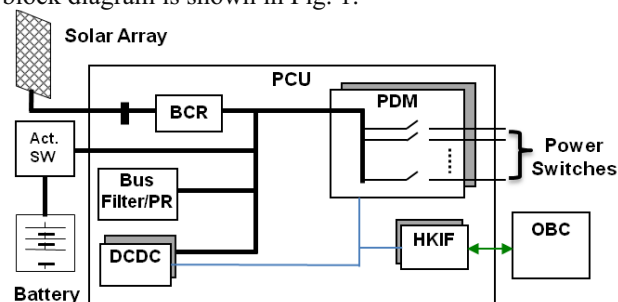 block diagram is shown in Fig. 1.
Solar Array
PCU
PDM
BCR
Act.
SW
Power
Switches
Bus
Filter/PR
HKIF
OBC
DCDC
Battery